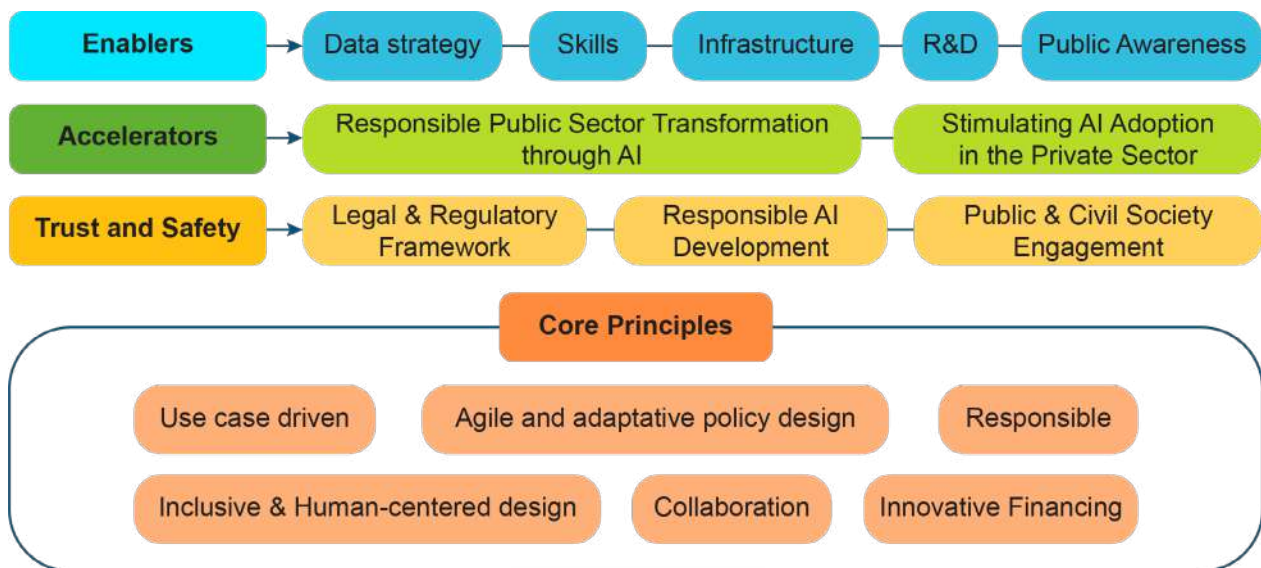 Enablers
Data strategy
Skills
Infrastructure
R&D
Public Awareness
Accelerators
Responsible Public Sector Transformation
through AI
Stimulating AI Adoption
in the Private Sector
Trust and Safety
Legal & Regulatory
Framework
Responsible AI
Development
Public & Civil Society
Engagement
Core Principles
Use case driven
Agile and adaptative policy design
Responsible
Inclusive & Human-centered design
Collaboration
Innovative Financing